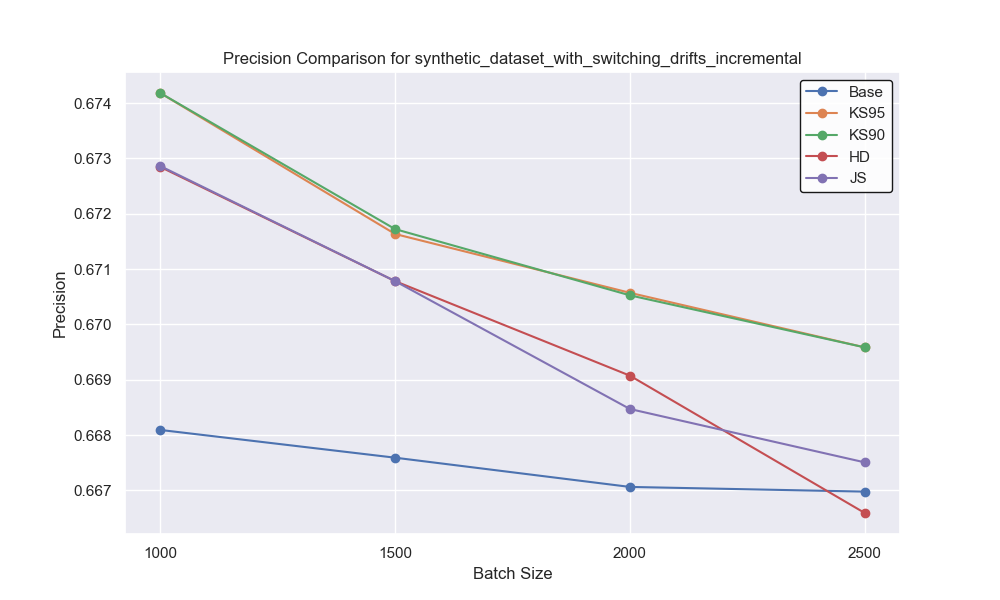 Precision Comparison for synthetic_dataset_with_switching_drifts_incremental
Base
KS95
KS90
HD
JS
0.674
0.673
0.672
0.671
0.670
0.669
0.668
0.667
Precision
1000
1500
2000
2500
Batch Size